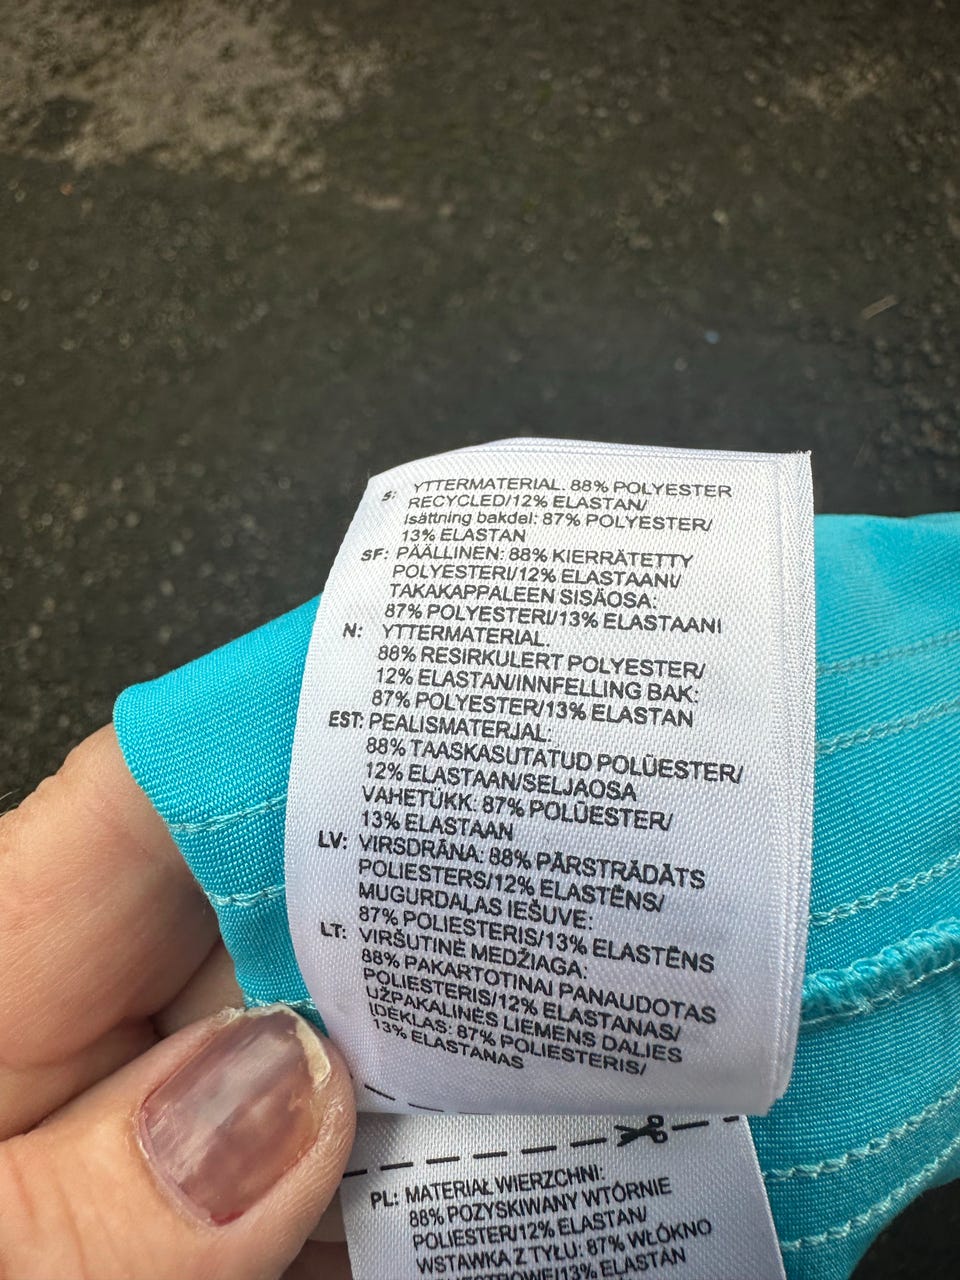 S: YTTERMATERIAL. 88% POLYESTER
RECYCLED/12% ELASTAN/
Isättning bakdel: 87% POLYESTER/
13% ELASTAN
SF: PÄÄLLINEN: 88% KIERRÄTETTY
POLYESTERI/12% ELASTAANI/
TAKAKAPPALEEN SISÄOSA:
87% POLYESTERI/13% ELASTAANI
N: YTTERMATERIAL.
88% RESIRKULERT POLYESTER/
12% ELASTAN/INNFELLING BAK:
87% POLYESTER/13% ELASTAN
EST: PEALISMATERJAL:
88% TAASKASUTATUD POLÜESTER/
12% ELASTAAN/SELJAOSA
VAHETÜKK: 87% POLÜESTER/
13% ELASTAAN
LV: VIRSDRĀNA: 88% PĀRSTRĀDĀTS
POLIESTERS/12% ELASTĒNS/
MUGURDAĻAS IEŠUVE:
87% POLIESTERIS/13% ELASTĒNS
LT: VIRŠUTINĖ MEDŽIAGA:
88% PAKARTOTINAI PANAUDOTAS
POLIESTERIS/12% ELASTANAS/
UŽPAKALINĖS LIEMENS DALIES
ĮDĖKLAS: 87% POLIESTERIS/
13% ELASTANAS
PL: MATERIAŁ WIERZCHNI:
88% POZYSKIWANY WTÓRNIE
POLIESTER/12% ELASTAN/
WSTAWKA Z TYŁU: 87% WŁÓKNO
POLIESTROWE/13% ELASTAN